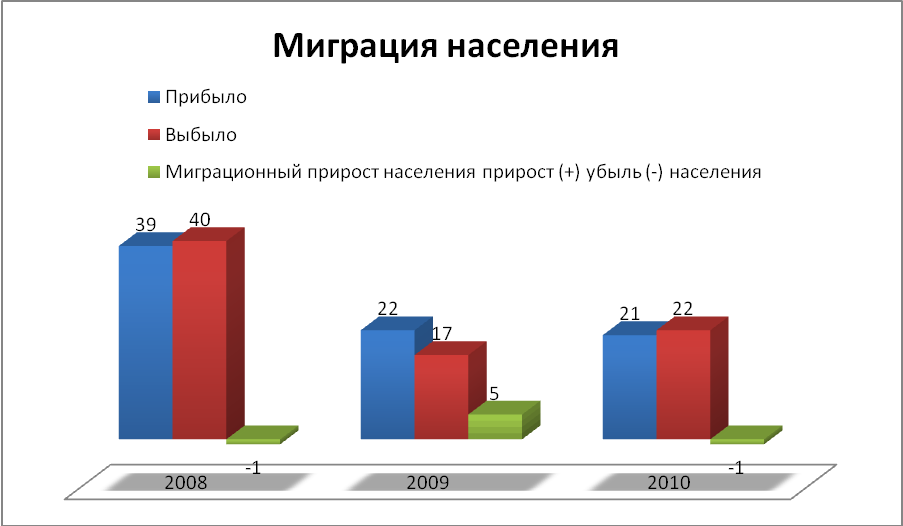 Миграция населения
Прибыло
Выбыло
Миграционный прирост населения прирост (+) убыль (-) населения
39 40 -1
22 17 5
21 22 -1
2008 2009 2010